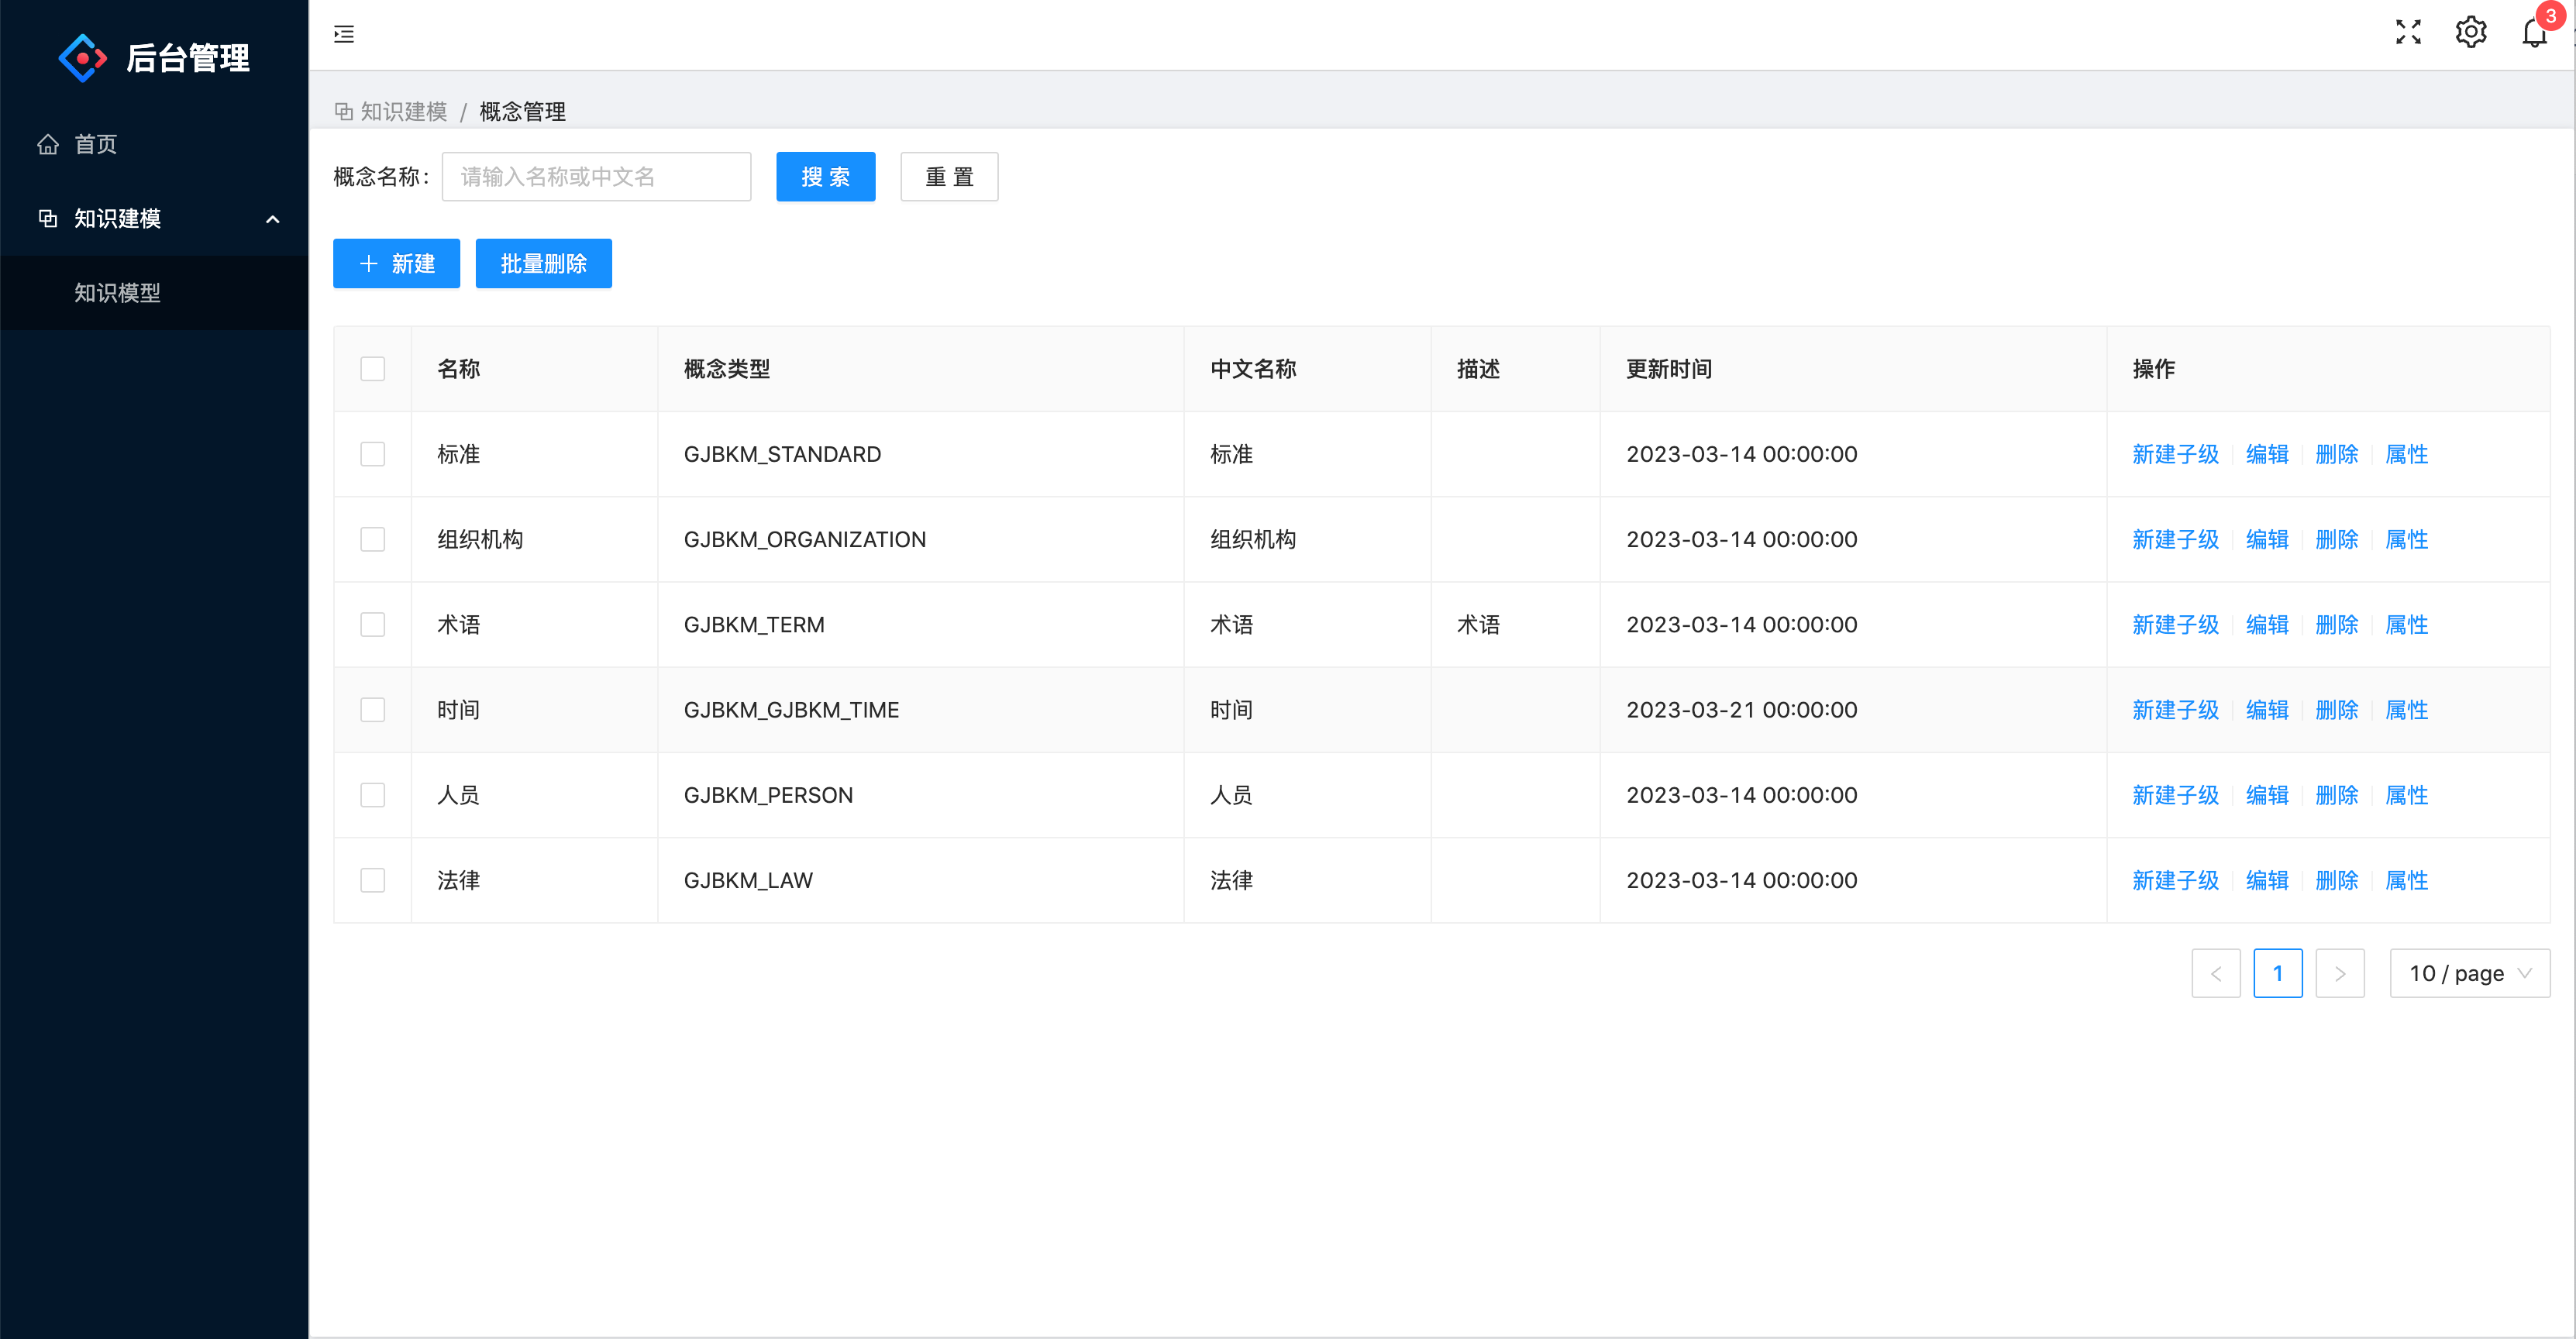 后台管理
首页
知识建模
知识模型
3
知识建模 / 概念管理
概念名称: 请输入名称或中文名 搜 索 重 置
新建 批量删除
名称 概念类型 中文名称 描述 更新时间 操作
标准 GJBKM_STANDARD 标准 2023-03-14 00:00:00 新建子级 编辑 删除 属性
组织机构 GJBKM_ORGANIZATION 组织机构 2023-03-14 00:00:00 新建子级 编辑 删除 属性
术语 GJBKM_TERM 术语 术语 2023-03-14 00:00:00 新建子级 编辑 删除 属性
时间 GJBKM_GJBKM_TIME 时间 2023-03-21 00:00:00 新建子级 编辑 删除 属性
人员 GJBKM_PERSON 人员 2023-03-14 00:00:00 新建子级 编辑 删除 属性
法律 GJBKM_LAW 法律 2023-03-14 00:00:00 新建子级 编辑 删除 属性
1 10 / page